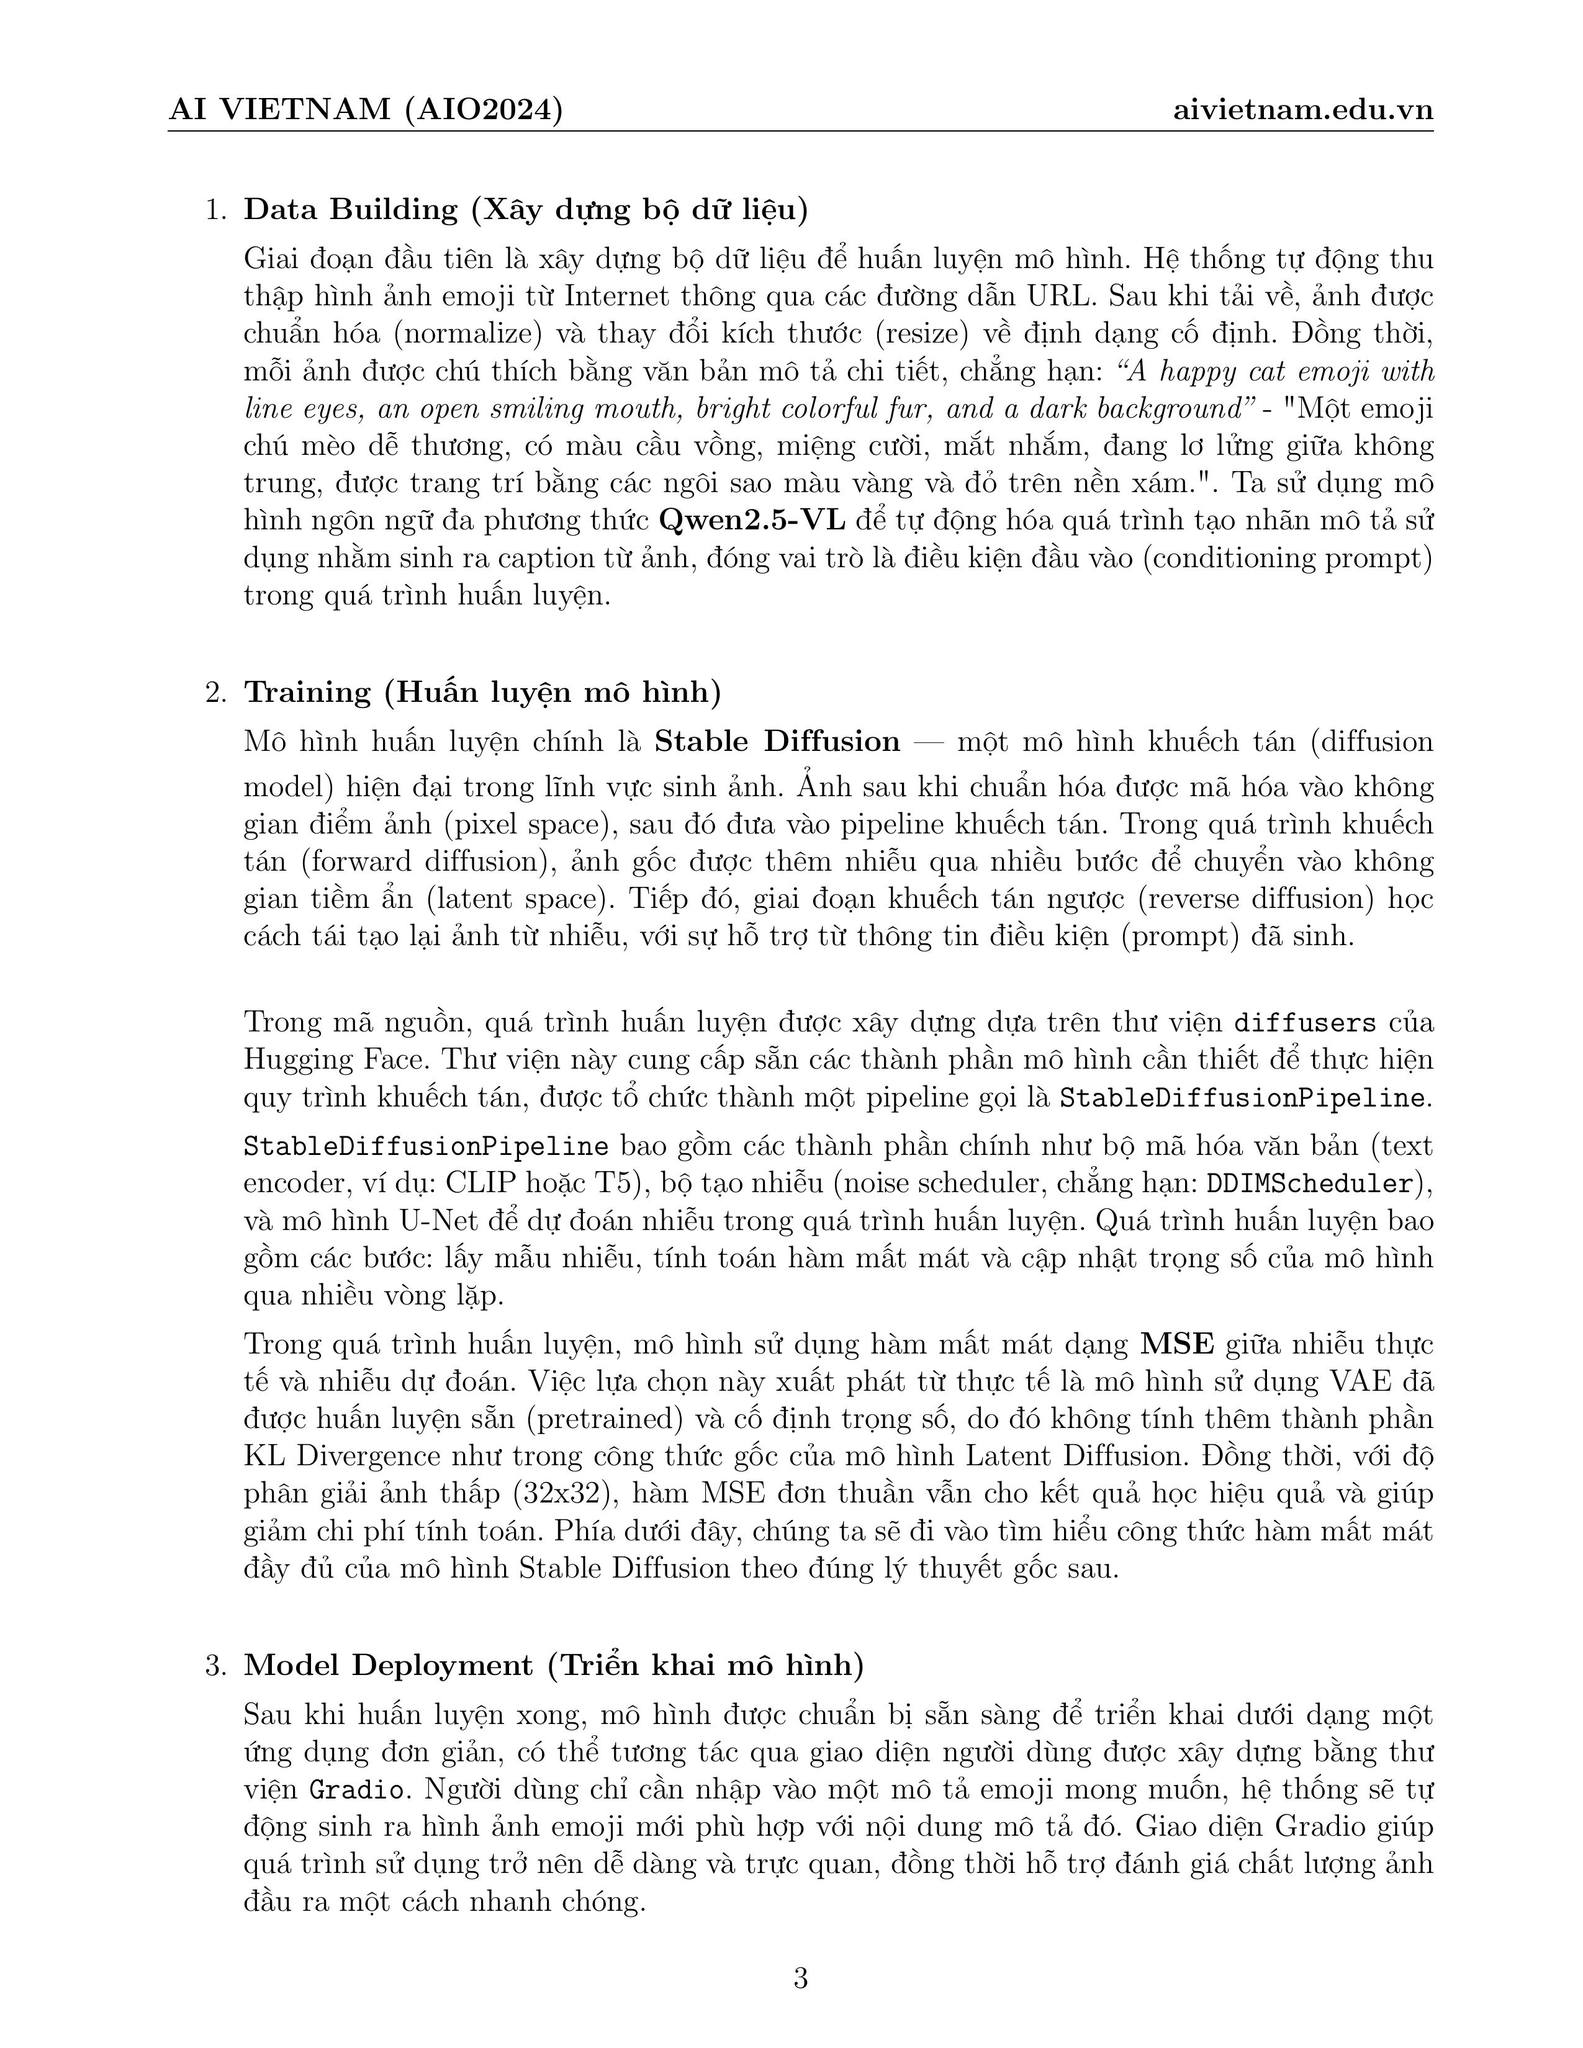 AI VIETNAM (AIO2024) aivietnam.edu.vn
1. Data Building (Xây dựng bộ dữ liệu)
Giai đoạn đầu tiên là xây dựng bộ dữ liệu để huấn luyện mô hình. Hệ thống tự động thu
thập hình ảnh emoji từ Internet thông qua các đường dẫn URL. Sau khi tải về, ảnh được
chuẩn hóa (normalize) và thay đổi kích thước (resize) về định dạng cố định. Đồng thời,
mỗi ảnh được chú thích bằng văn bản mô tả chi tiết, chẳng hạn: “A happy cat emoji with
line eyes, an open smiling mouth, bright colorful fur, and a dark background” - "Một emoji
chú mèo dễ thương, có màu cầu vồng, miệng cười, mắt nhắm, đang lơ lửng giữa không
trung, được trang trí bằng các ngôi sao màu vàng và đỏ trên nền xám.". Ta sử dụng mô
hình ngôn ngữ đa phương thức Qwen2.5-VL để tự động hóa quá trình tạo nhãn mô tả sử
dụng nhằm sinh ra caption từ ảnh, đóng vai trò là điều kiện đầu vào (conditioning prompt)
trong quá trình huấn luyện.
2. Training (Huấn luyện mô hình)
Mô hình huấn luyện chính là Stable Diffusion — một mô hình khuếch tán (diffusion
model) hiện đại trong lĩnh vực sinh ảnh. Ảnh sau khi chuẩn hóa được mã hóa vào không
gian điểm ảnh (pixel space), sau đó đưa vào pipeline khuếch tán. Trong quá trình khuếch
tán (forward diffusion), ảnh gốc được thêm nhiễu qua nhiều bước để chuyển vào không
gian tiềm ẩn (latent space). Tiếp đó, giai đoạn khuếch tán ngược (reverse diffusion) học
cách tái tạo lại ảnh từ nhiễu, với sự hỗ trợ từ thông tin điều kiện (prompt) đã sinh.
Trong mã nguồn, quá trình huấn luyện được xây dựng dựa trên thư viện diffusers của
Hugging Face. Thư viện này cung cấp sẵn các thành phần mô hình cần thiết để thực hiện
quy trình khuếch tán, được tổ chức thành một pipeline gọi là StableDiffusionPipeline.
StableDiffusionPipeline bao gồm các thành phần chính như bộ mã hóa văn bản (text
encoder, ví dụ: CLIP hoặc T5), bộ tạo nhiễu (noise scheduler, chẳng hạn: DDIMScheduler),
và mô hình U-Net để dự đoán nhiễu trong quá trình huấn luyện. Quá trình huấn luyện bao
gồm các bước: lấy mẫu nhiễu, tính toán hàm mất mát và cập nhật trọng số của mô hình
qua nhiều vòng lặp.
Trong quá trình huấn luyện, mô hình sử dụng hàm mất mát dạng MSE giữa nhiễu thực
tế và nhiễu dự đoán. Việc lựa chọn này xuất phát từ thực tế là mô hình sử dụng VAE đã
được huấn luyện sẵn (pretrained) và cố định trọng số, do đó không tính thêm thành phần
KL Divergence như trong công thức gốc của mô hình Latent Diffusion. Đồng thời, với độ
phân giải ảnh thấp (32x32), hàm MSE đơn thuần vẫn cho kết quả học hiệu quả và giúp
giảm chi phí tính toán. Phía dưới đây, chúng ta sẽ đi vào tìm hiểu công thức hàm mất mát
đầy đủ của mô hình Stable Diffusion theo đúng lý thuyết gốc sau.
3. Model Deployment (Triển khai mô hình)
Sau khi huấn luyện xong, mô hình được chuẩn bị sẵn sàng để triển khai dưới dạng một
ứng dụng đơn giản, có thể tương tác qua giao diện người dùng được xây dựng bằng thư
viện Gradio. Người dùng chỉ cần nhập vào một mô tả emoji mong muốn, hệ thống sẽ tự
động sinh ra hình ảnh emoji mới phù hợp với nội dung mô tả đó. Giao diện Gradio giúp
quá trình sử dụng trở nên dễ dàng và trực quan, đồng thời hỗ trợ đánh giá chất lượng ảnh
đầu ra một cách nhanh chóng.
3